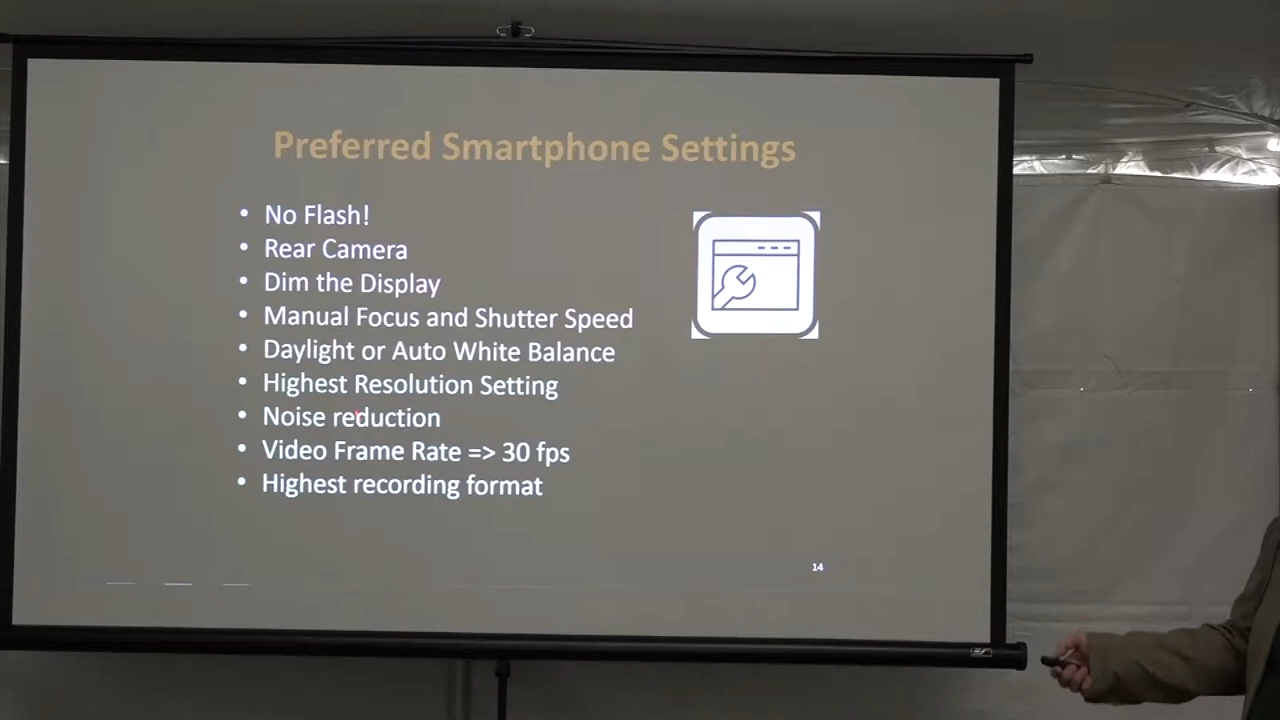 Preferred Smartphone Settings
• No Flash!
• Rear Camera
• Dim the Display
• Manual Focus and Shutter Speed
• Daylight or Auto White Balance
• Highest Resolution Setting
• Noise reduction
• Video Frame Rate => 30 fps
• Highest recording format
14